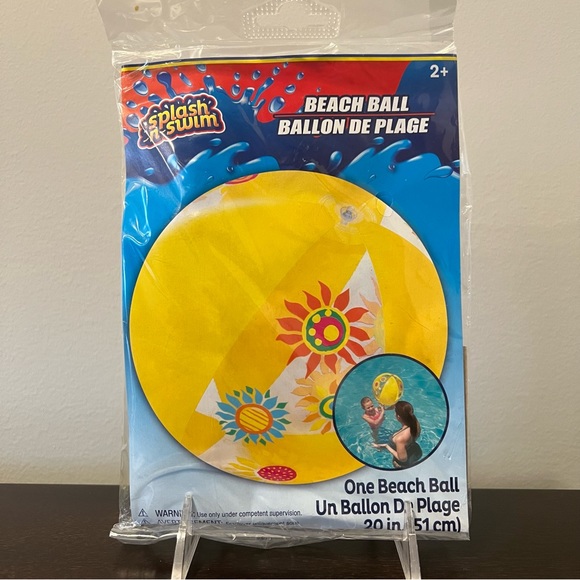 2+
splash
n swim
BEACH BALL
BALLON DE PLAGE
One Beach Ball
Un Ballon De Plage
20 in (51 cm)
WARNING: Use only under competent supervision.
AVERTISSEMENT: